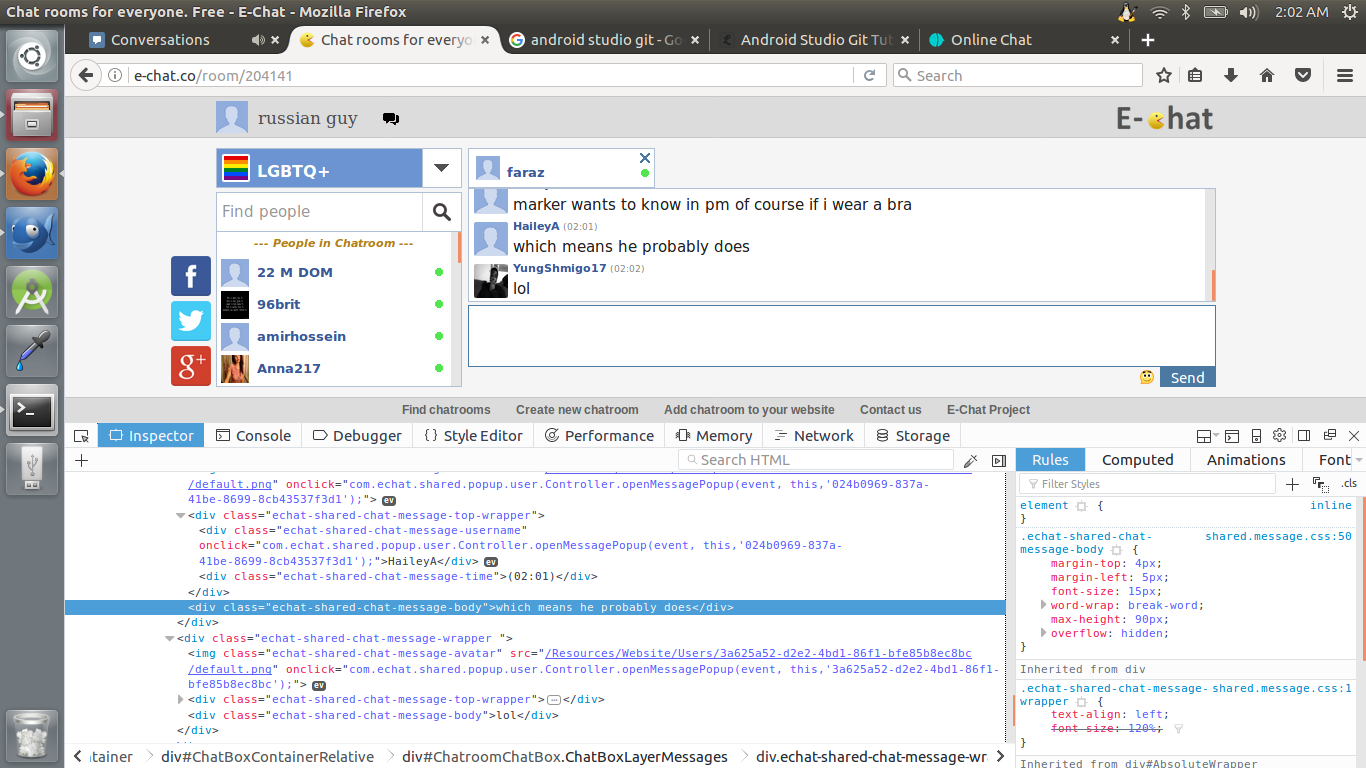 Chat rooms for everyone. Free - E-Chat - Mozilla Firefox
2:02 AM
Conversations
Chat rooms for everyo
android studio git - Go
Android Studio Git Tut
Online Chat
e-chat.co/room/204141
Search
russian guy
E-chat
LGBTQ+
Find people
--- People in Chatroom ---
22 M DOM
96brit
amirhossein
Anna217
faraz
marker wants to know in pm of course if i wear a bra
HaileyA (02:01)
which means he probably does
YungShmigo17 (02:02)
lol
Send
Find chatrooms
Create new chatroom
Add chatroom to your website
Contact us
E-Chat Project
Inspector
Console
Debugger
{ } Style Editor
Performance
Memory
Network
Storage
Search HTML
/default.png" onclick="com.echat.shared.popup.user.Controller.openMessagePopup(event, this,'024b0969-837a-
41be-8699-8cb43537f3d1');"> ev
<div class="echat-shared-chat-message-top-wrapper">
<div class="echat-shared-chat-message-username"
onclick="com.echat.shared.popup.user.Controller.openMessagePopup(event, this,'024b0969-837a-
41be-8699-8cb43537f3d1');">HaileyA</div> ev
<div class="echat-shared-chat-message-time">(02:01)</div>
</div>
<div class="echat-shared-chat-message-body">which means he probably does</div>
</div>
<div class="echat-shared-chat-message-wrapper ">
<img class="echat-shared-chat-message-avatar" src="/Resources/Website/Users/3a625a52-d2e2-4bd1-86f1-bfe85b8ec8bc
/default.png" onclick="com.echat.shared.popup.user.Controller.openMessagePopup(event, this,'3a625a52-d2e2-4bd1-86f1-
bfe85b8ec8bc');"> ev
<div class="echat-shared-chat-message-top-wrapper">…</div>
<div class="echat-shared-chat-message-body">lol</div>
</div>
ntainer
div#ChatBoxContainerRelative
div#ChatroomChatBox.ChatBoxLayerMessages
div.echat-shared-chat-message-wra
Rules
Computed
Animations
Font
Filter Styles
.cls
element { inline
}
.echat-shared-chat- shared.message.css:50
message-body {
margin-top: 4px;
margin-left: 5px;
font-size: 15px;
word-wrap: break-word;
max-height: 90px;
overflow: hidden;
}
Inherited from div
.echat-shared-chat-message- shared.message.css:1
wrapper {
text-align: left;
font-size: 120%;
}
Inherited from div#AbsoluteWrapper